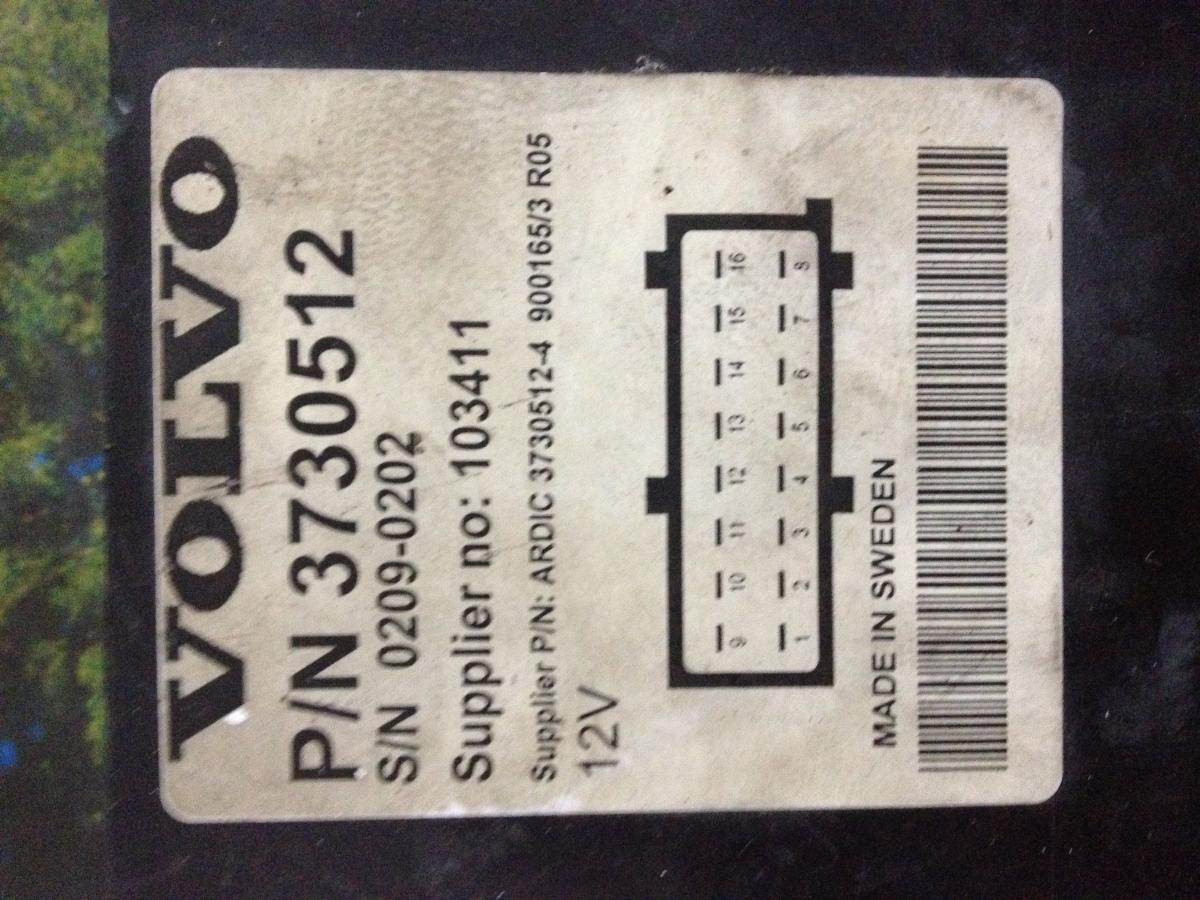 VOLVO
P/N 3730512
S/N 0209-0202
Supplier no: 103411
Supplier P/N: ARDIC 3730512-4 900165/3 R05
12V
9 10 11 12 13 14 15 16
1 2 3 4 5 6 7 8
MADE IN SWEDEN